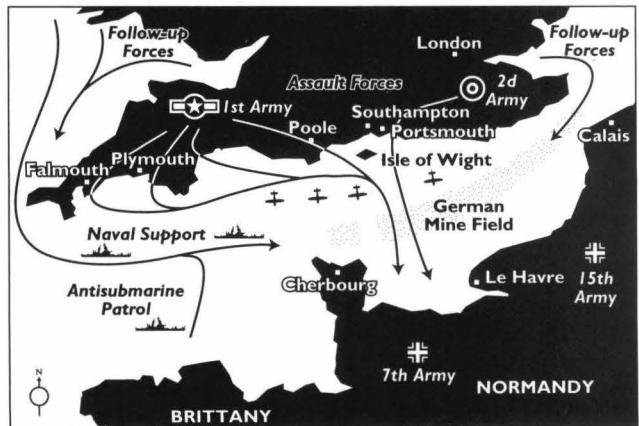 Follow-up
Forces
London
Follow-up
Forces
Assault Forces
1st Army
2d
Army
Southampton
Portsmouth
Poole
Calais
Isle of Wight
Falmouth
Plymouth
German
Mine Field
Naval Support
Cherbourg
Le Havre
15th
Army
Antisubmarine
Patrol
7th Army
N
NORMANDY
BRITTANY